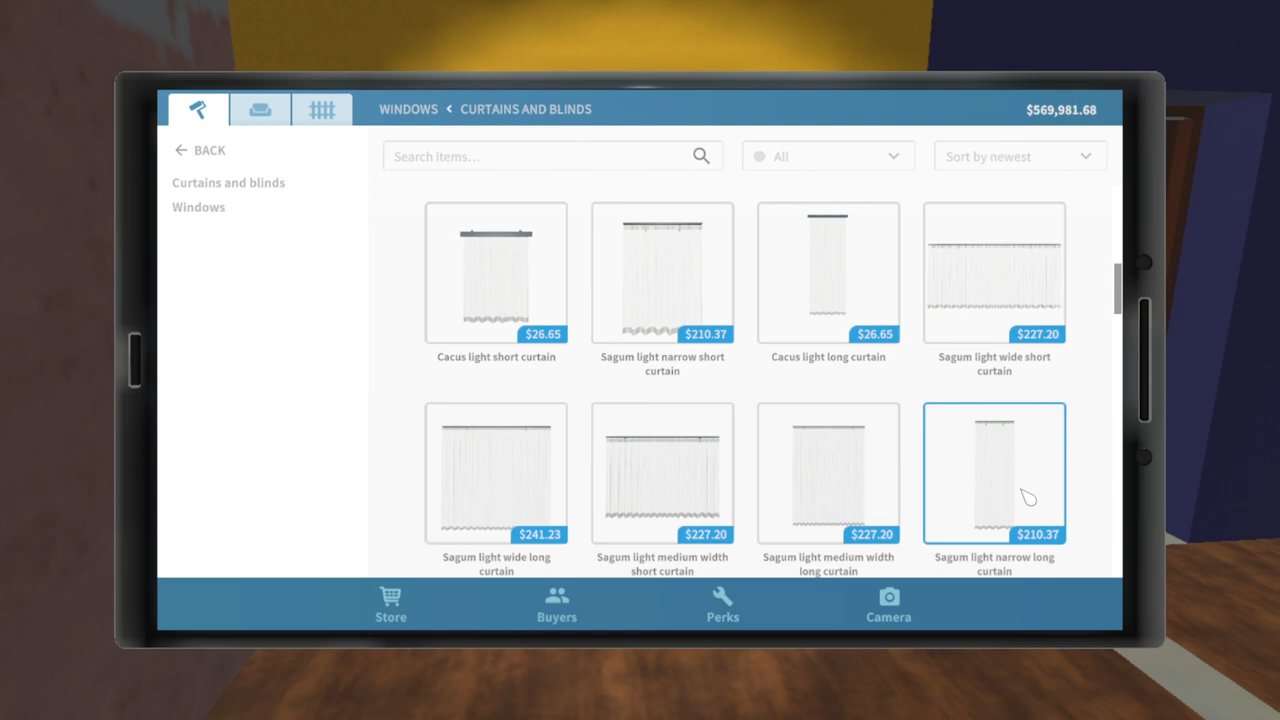 WINDOWS < CURTAINS AND BLINDS
$569,981.68
BACK
Search items...
All
Sort by newest
Curtains and blinds
Windows
$26.65
$210.37
$26.65
$227.20
Cacus light short curtain
Sagum light narrow short
curtain
Cacus light long curtain
Sagum light wide short
curtain
$241.23
$227.20
$227.20
$210.37
Sagum light wide long
curtain
Sagum light medium width
short curtain
Sagum light medium width
long curtain
Sagum light narrow long
curtain
Store
Buyers
Perks
Camera